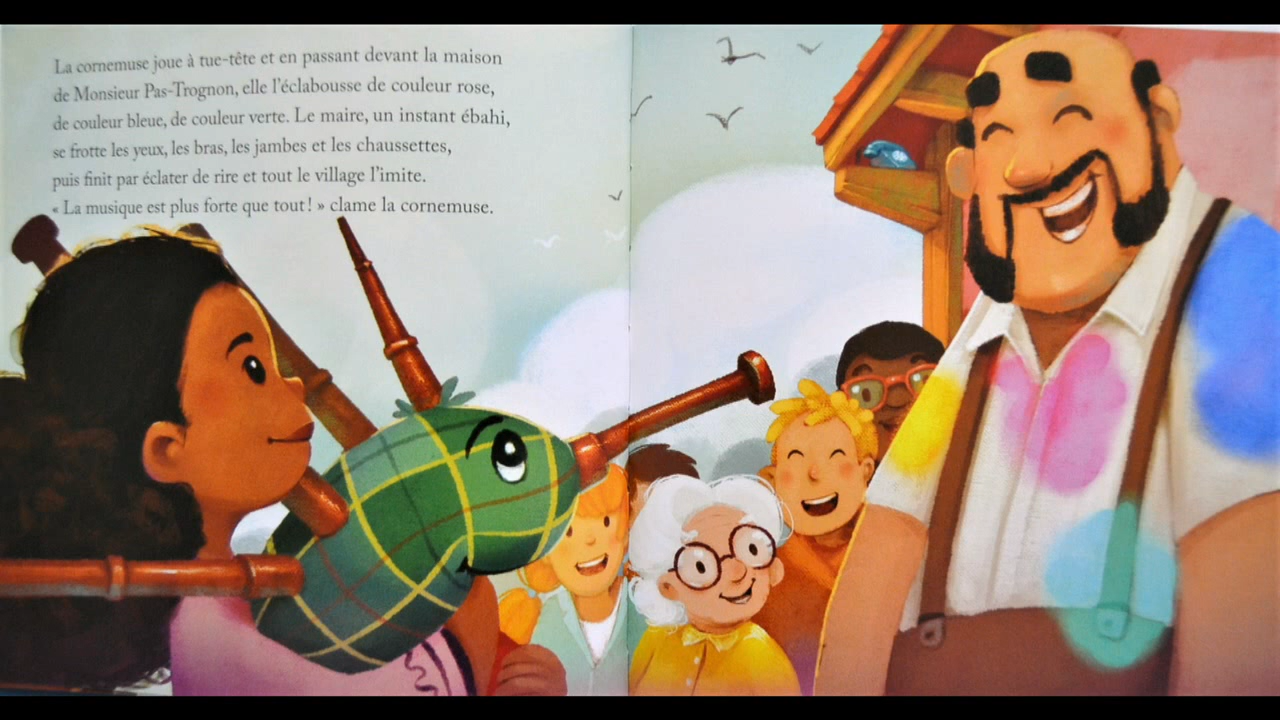 La cornemuse joue à tue-tête et en passant devant la maison
de Monsieur Pas-Trognon, elle l’éclabousse de couleur rose,
de couleur bleue, de couleur verte. Le maire, un instant ébahi,
se frotte les yeux, les bras, les jambes et les chaussettes,
puis finit par éclater de rire et tout le village l’imite.
« La musique est plus forte que tout ! » clame la cornemuse.